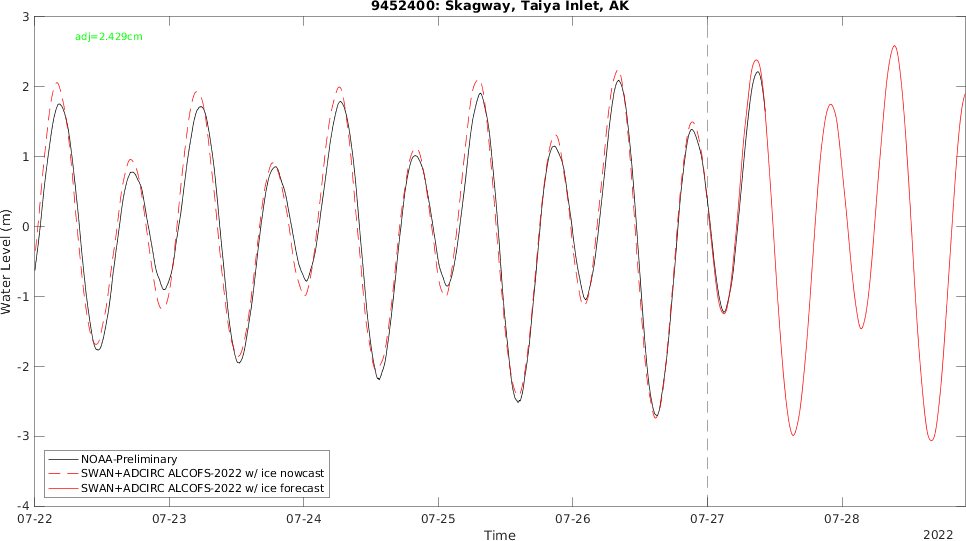 9452400: Skagway, Taiya Inlet, AK
adj=2.429cm
3
2
1
0
-1
-2
-3
-4
Water Level (m)
NOAA-Preliminary
SWAN+ADCIRC ALCOFS-2022 w/ ice nowcast
SWAN+ADCIRC ALCOFS-2022 w/ ice forecast
07-22 07-23 07-24 07-25 07-26 07-27 07-28
Time
2022